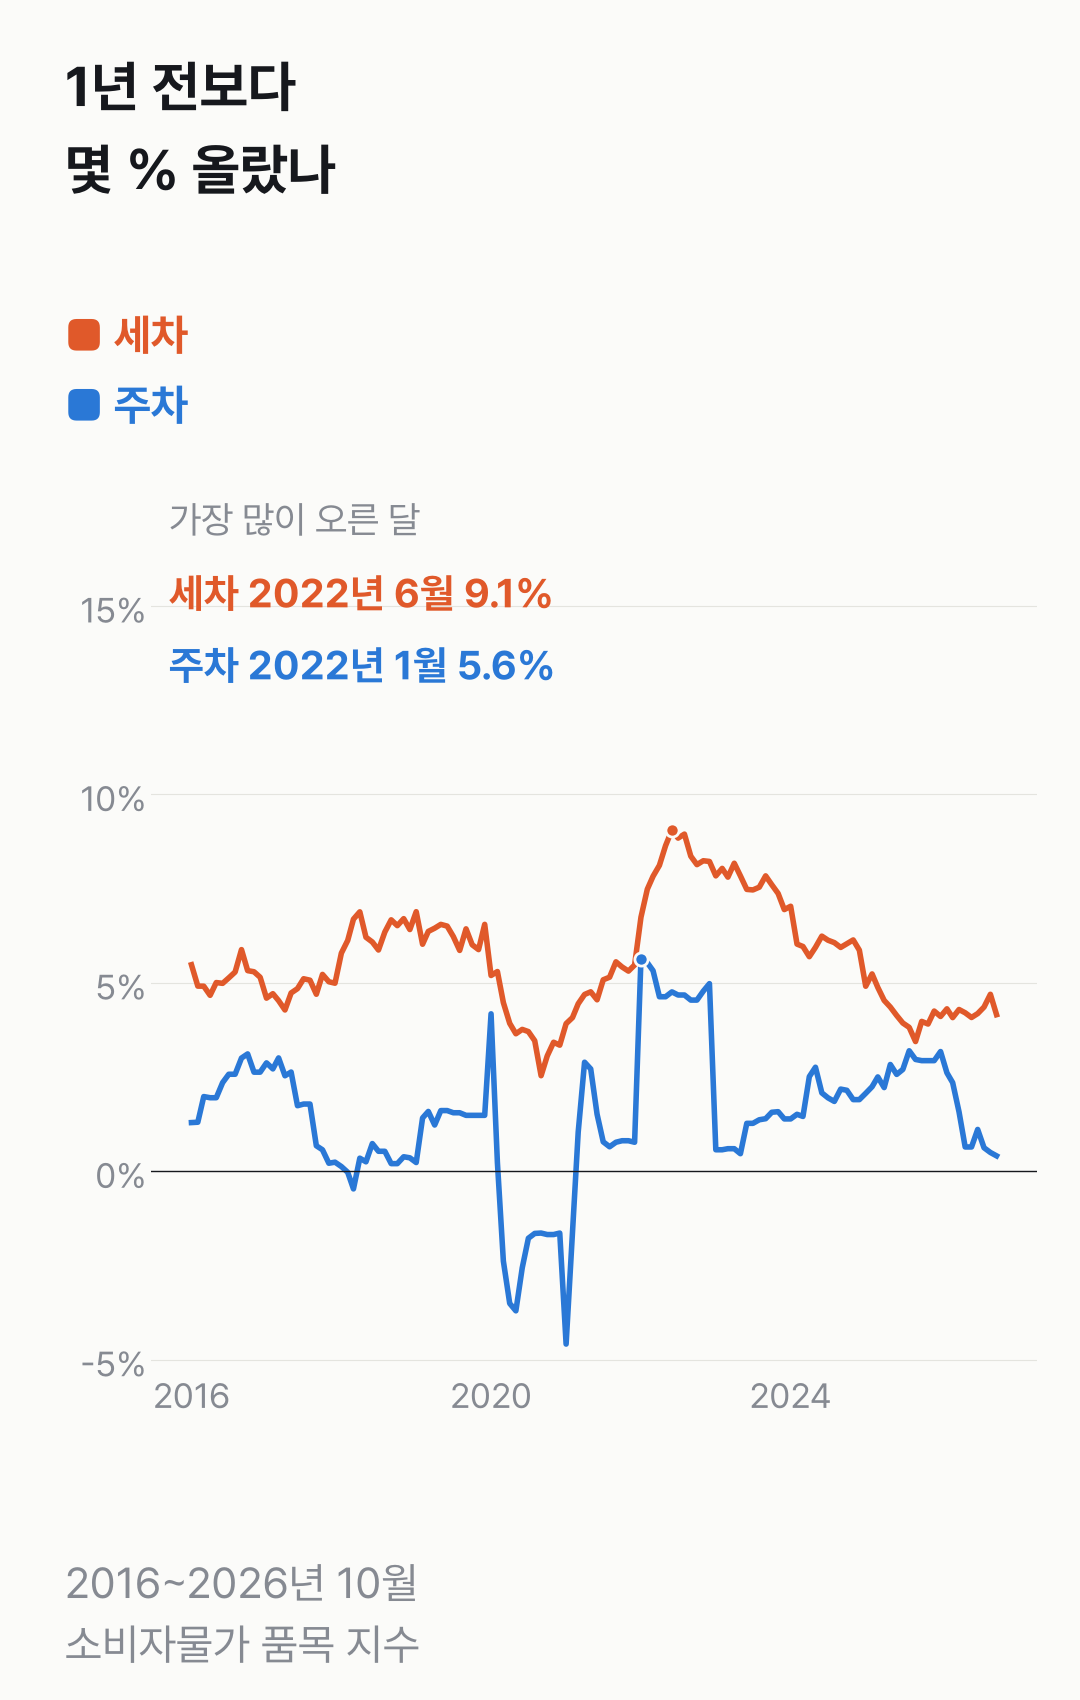 1년 전보다
몇 % 올랐나
세차
주차
가장 많이 오른 달
세차 2022년 6월 9.1%
15%
주차 2022년 1월 5.6%
10%
5%
0%
-5%
2016
2020
2024
2016~2026년 10월
소비자물가 품목 지수